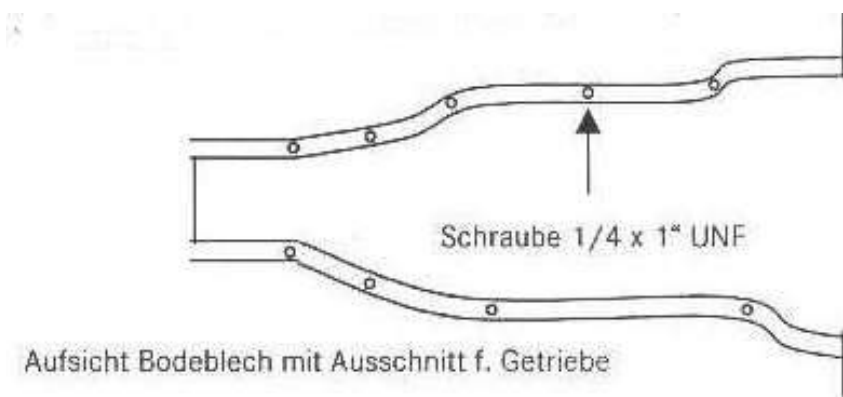 Schraube 1/4 x 1" UNF
Aufsicht Bodeblech mit Ausschnitt f. Getriebe